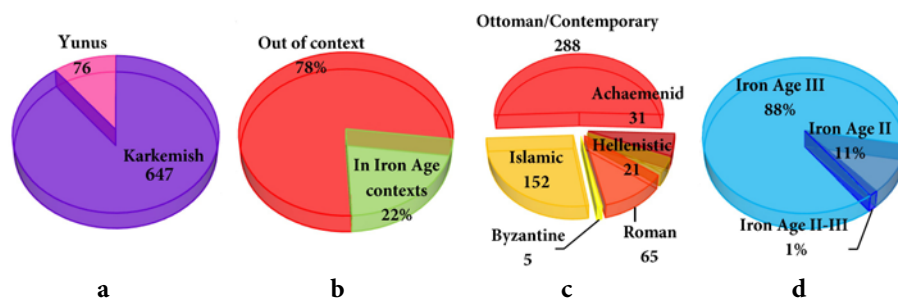 Yunus
76
Karkemish
647
a
Out of context
78%
In Iron Age
contexts
22%
b
Ottoman/Contemporary
288
Achaemenid
31
Hellenistic
21
Islamic
152
Byzantine
5
Roman
65
c
Iron Age III
88%
Iron Age II
11%
Iron Age II-III
1%
d